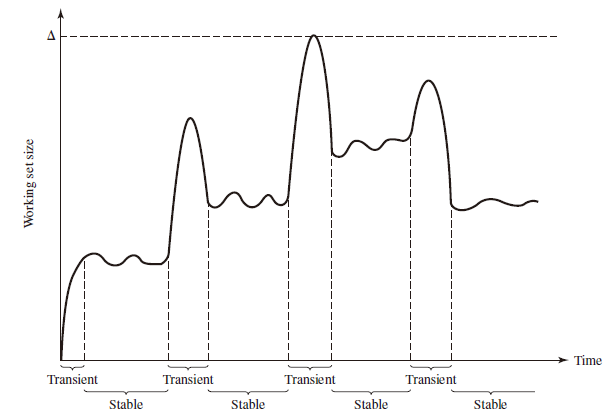 Δ
Working set size
Time
Transient Transient Transient Transient
Stable Stable Stable Stable